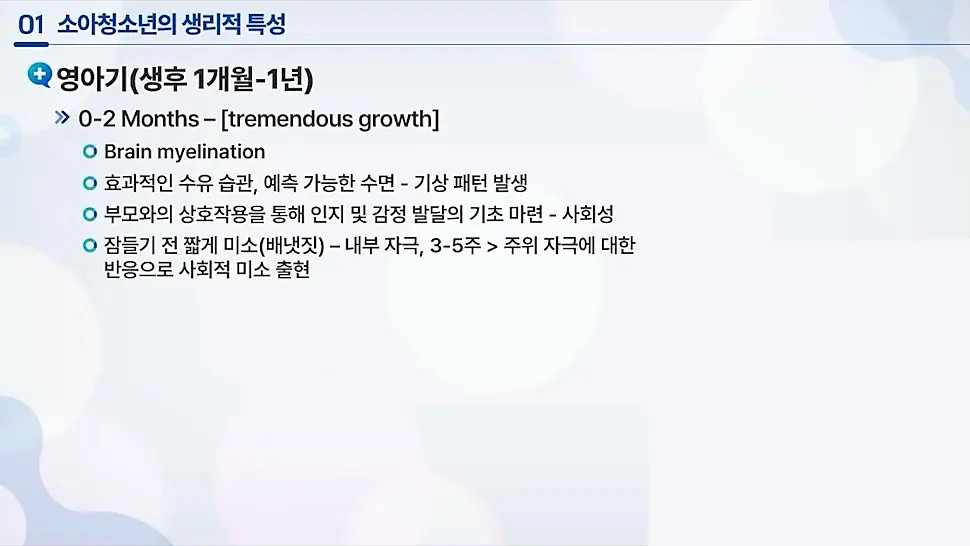 01 소아청소년의 생리적 특성
영아기(생후 1개월-1년)
0-2 Months – [tremendous growth]
Brain myelination
효과적인 수유 습관, 예측 가능한 수면 - 기상 패턴 발생
부모와의 상호작용을 통해 인지 및 감정 발달의 기초 마련 - 사회성
잠들기 전 짧게 미소(배냇짓) – 내부 자극, 3-5주 > 주위 자극에 대한
반응으로 사회적 미소 출현